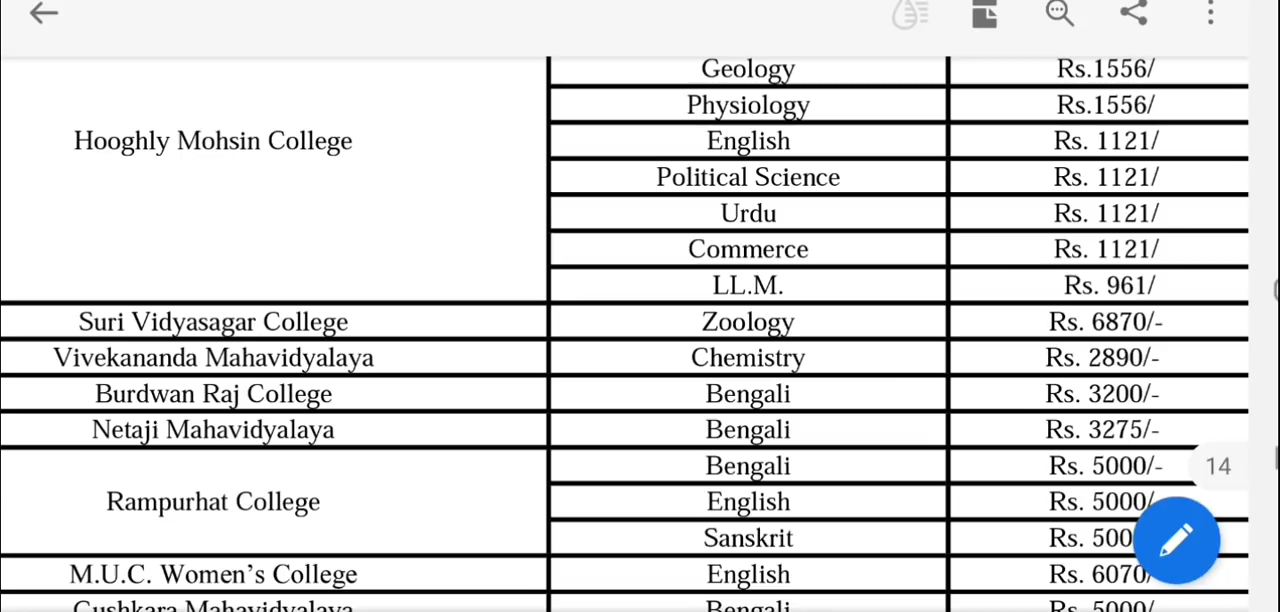 Geology Rs.1556/
Physiology Rs.1556/
Hooghly Mohsin College English Rs. 1121/
Political Science Rs. 1121/
Urdu Rs. 1121/
Commerce Rs. 1121/
LL.M. Rs. 961/
Suri Vidyasagar College Zoology Rs. 6870/-
Vivekananda Mahavidyalaya Chemistry Rs. 2890/-
Burdwan Raj College Bengali Rs. 3200/-
Netaji Mahavidyalaya Bengali Rs. 3275/-
Bengali Rs. 5000/-
14
Rampurhat College English Rs. 5000/
Sanskrit Rs. 500
M.U.C. Women’s College English Rs. 6070/
Gushkara Mahavidyalaya Bengali Rs. 5000/